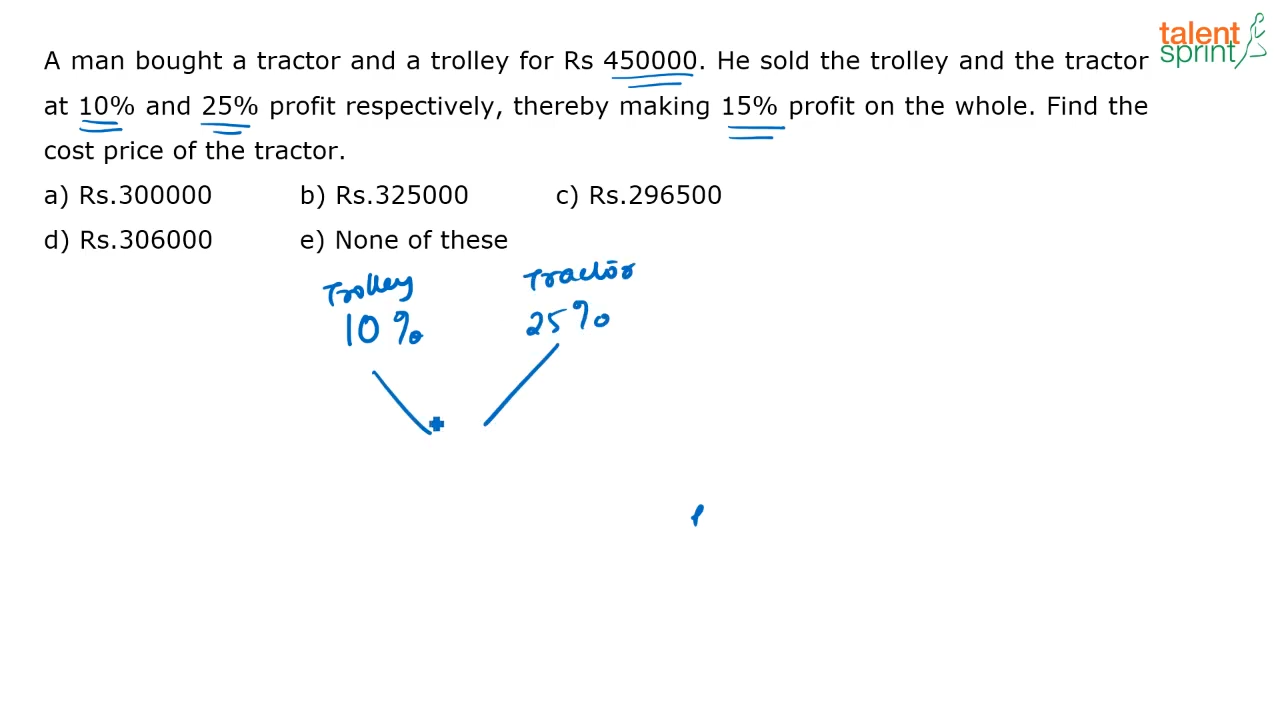 talent
sprint
A man bought a tractor and a trolley for Rs 450000. He sold the trolley and the tractor
at 10% and 25% profit respectively, thereby making 15% profit on the whole. Find the
cost price of the tractor.
a) Rs.300000 b) Rs.325000 c) Rs.296500
d) Rs.306000 e) None of these
Trolley Tractor
10% 25%